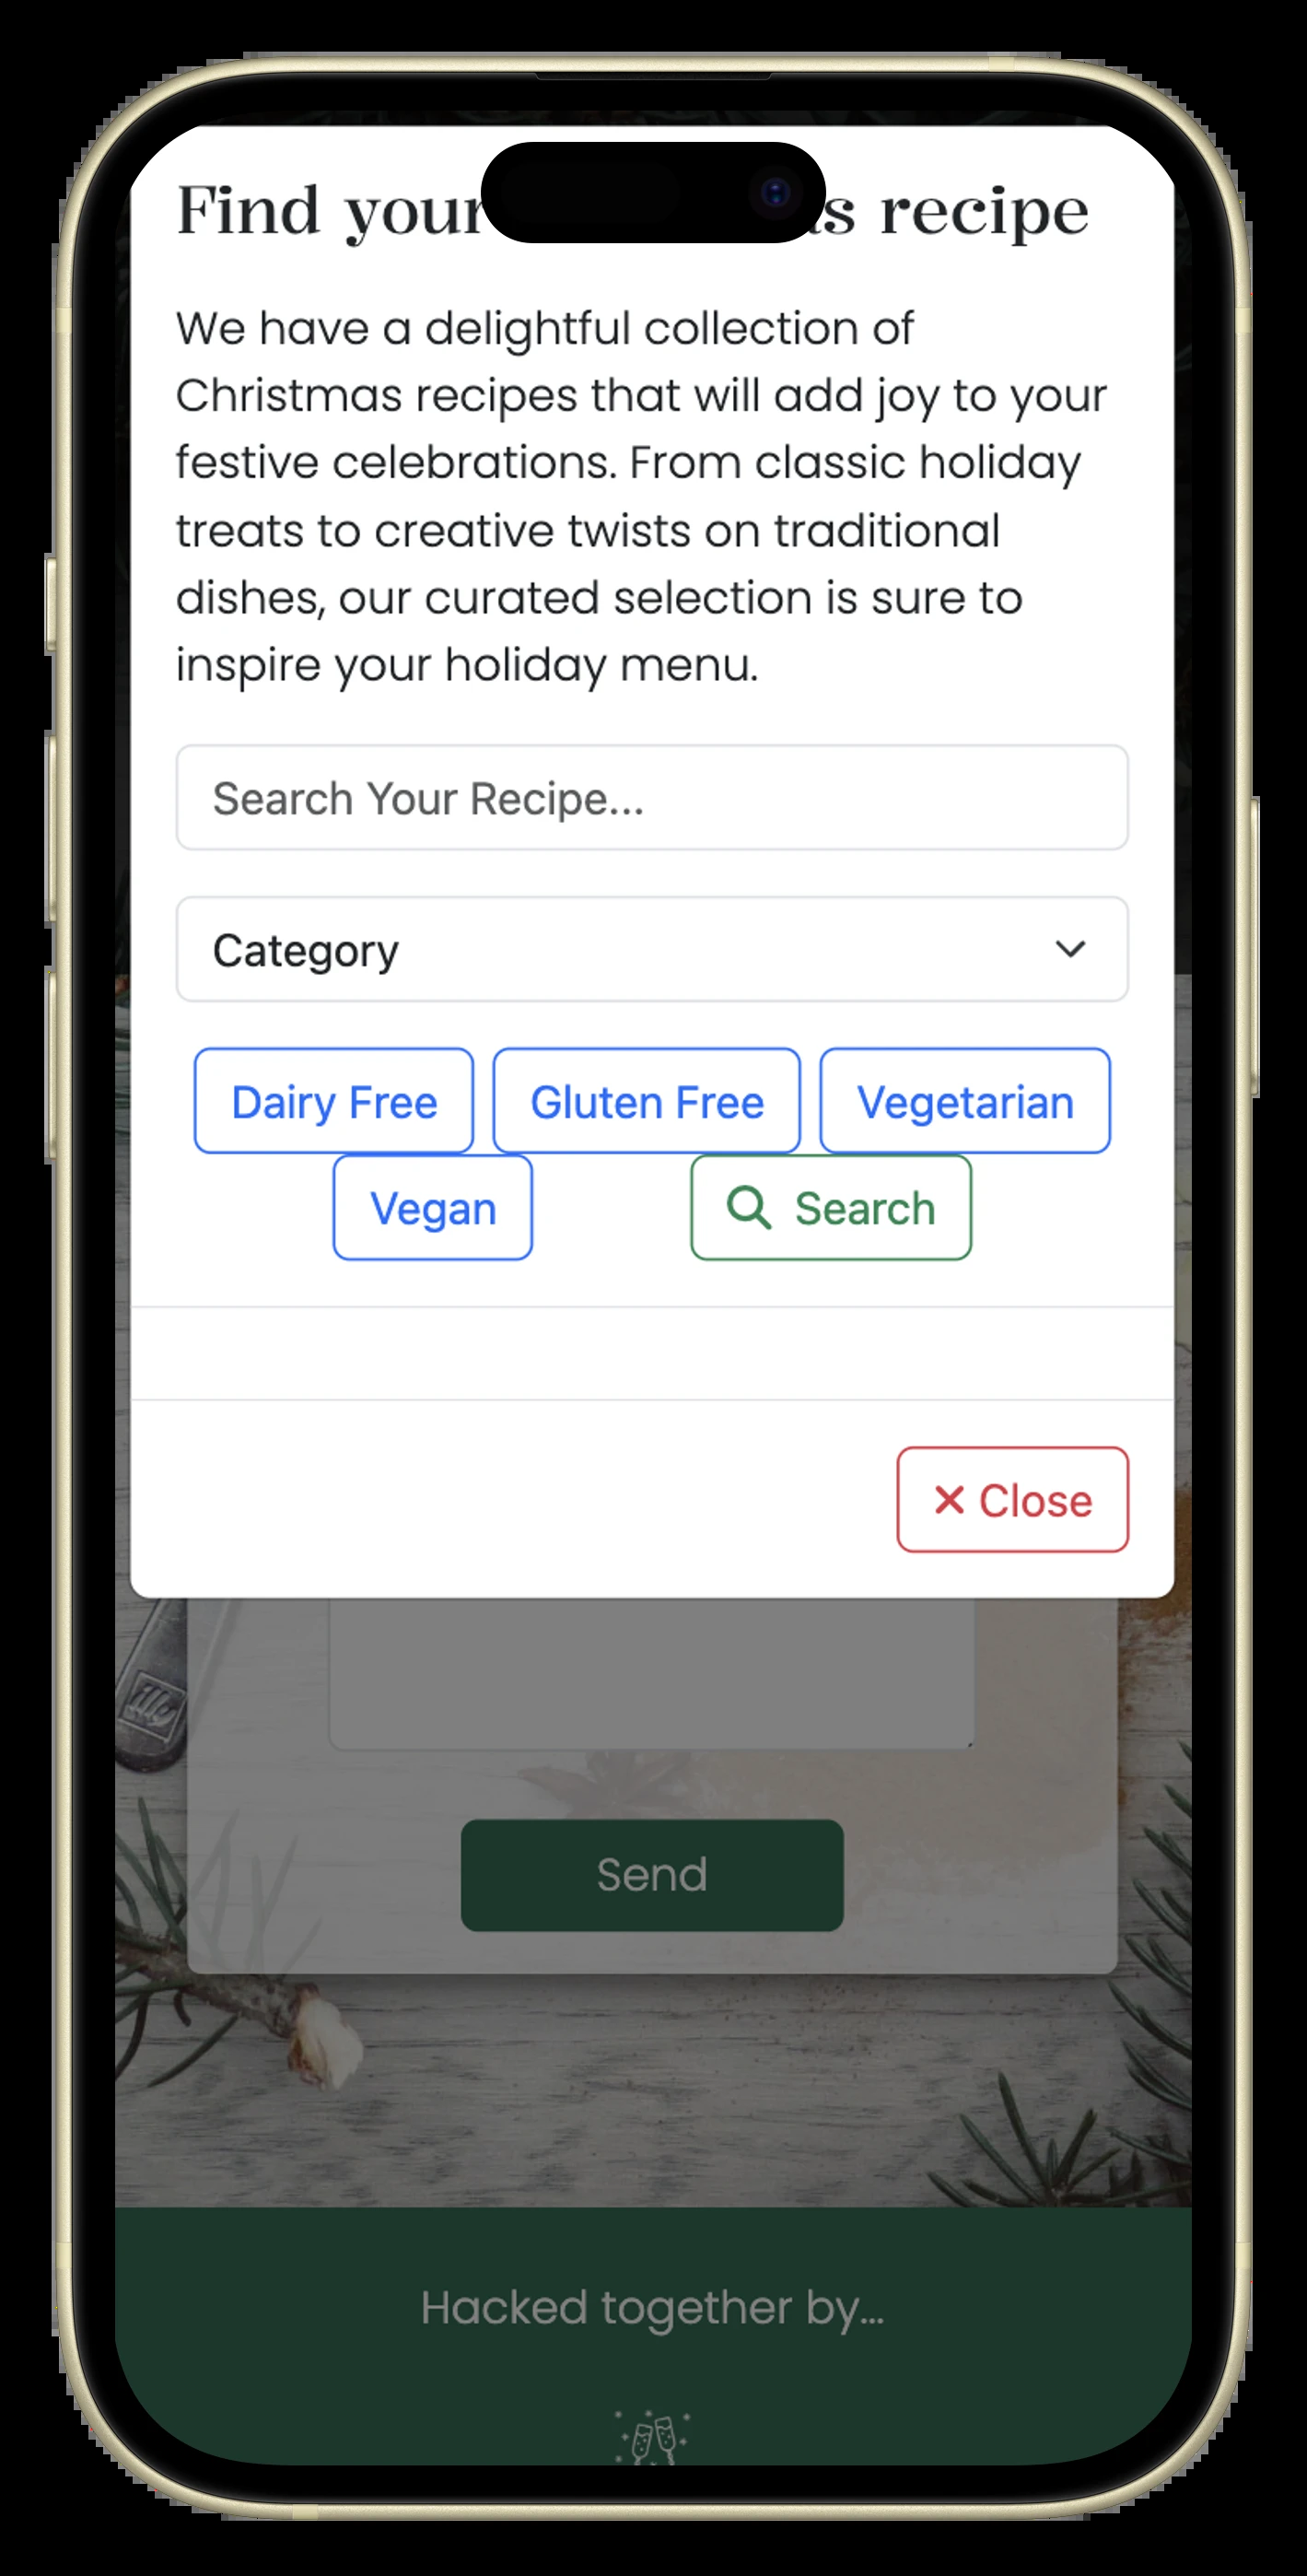 Find your s recipe
We have a delightful collection of
Christmas recipes that will add joy to your
festive celebrations. From classic holiday
treats to creative twists on traditional
dishes, our curated selection is sure to
inspire your holiday menu.
Search Your Recipe...
Category
Dairy Free Gluten Free Vegetarian
Vegan Search
Close
illy
Send
Hacked together by...